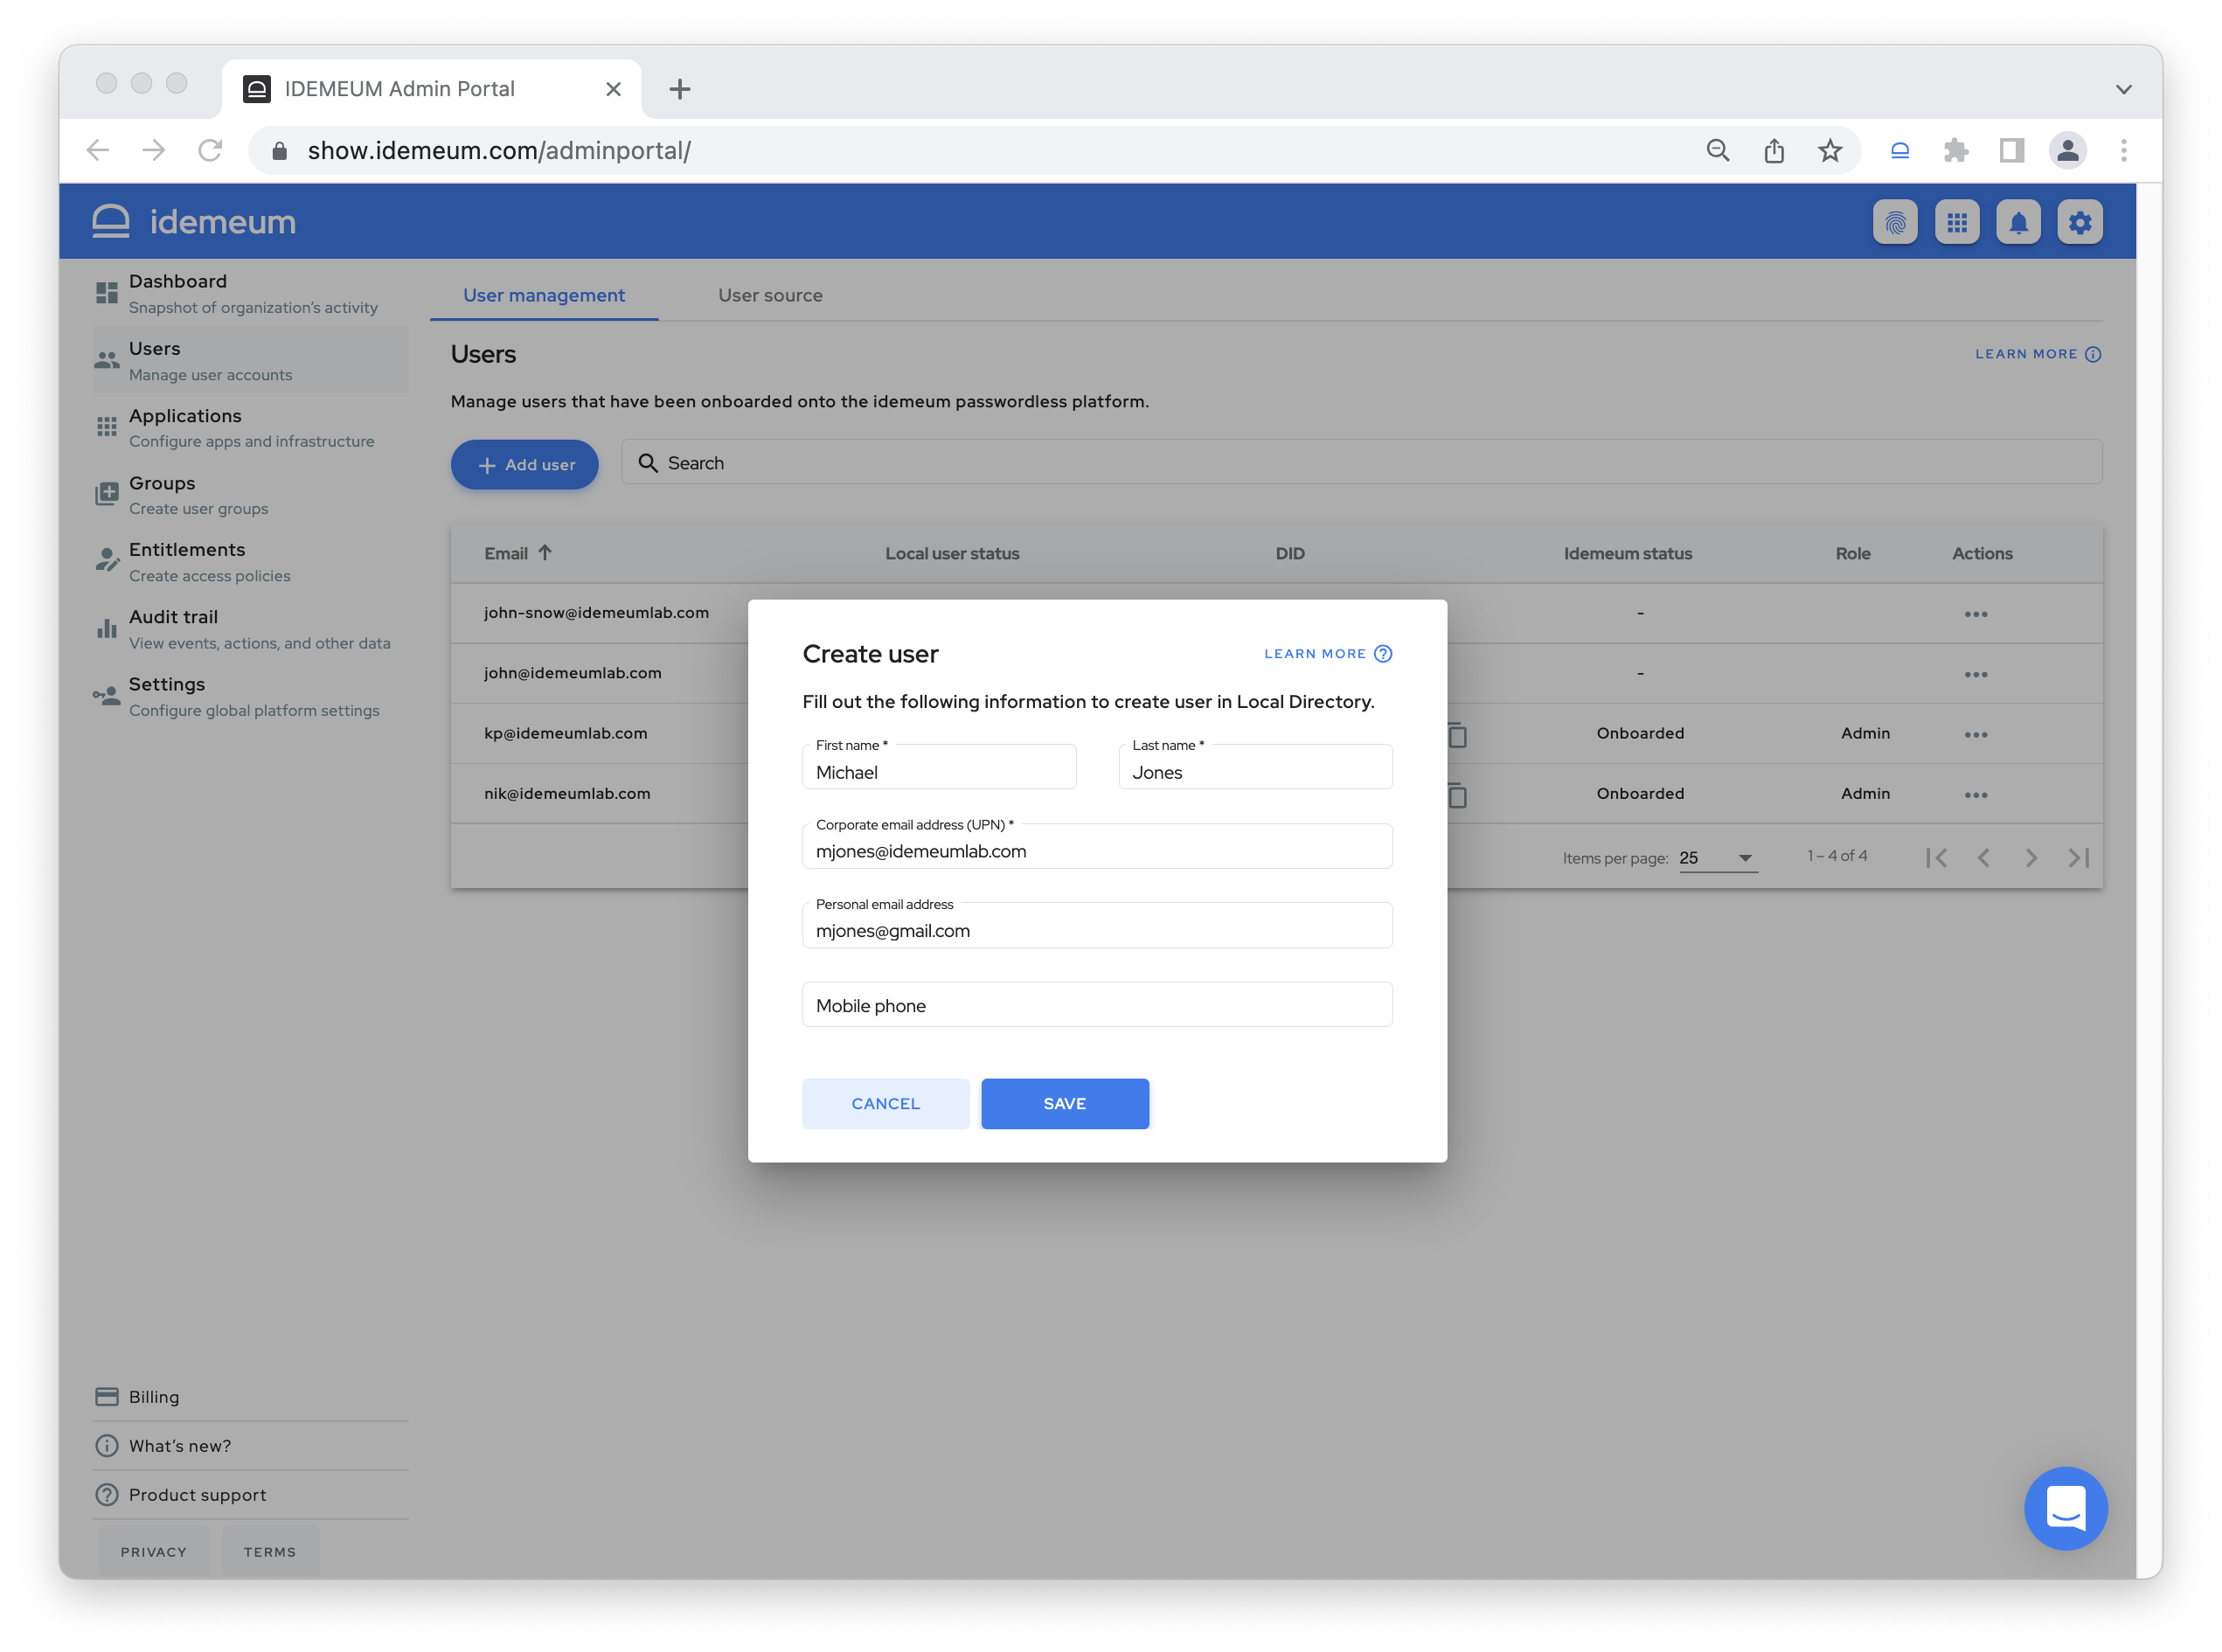 IDEMEUM Admin Portal
show.idemeum.com/adminportal/
idemeum
Dashboard
Snapshot of organization's activity
Users
Manage user accounts
Applications
Configure apps and infrastructure
Groups
Create user groups
Entitlements
Create access policies
Audit trail
View events, actions, and other data
Settings
Configure global platform settings
Billing
What's new?
Product support
PRIVACY TERMS
User management User source
Users LEARN MORE
Manage users that have been onboarded onto the idemeum passwordless platform.
+ Add user Search
Email Local user status DID Idemeum status Role Actions
john-snow@idemeumlab.com -
john@idemeumlab.com -
kp@idemeumlab.com Onboarded Admin
nik@idemeumlab.com Onboarded Admin
Items per page: 25 1 – 4 of 4
Create user LEARN MORE
Fill out the following information to create user in Local Directory.
First name * Last name *
Michael Jones
Corporate email address (UPN) *
mjones@idemeumlab.com
Personal email address
mjones@gmail.com
Mobile phone
CANCEL SAVE